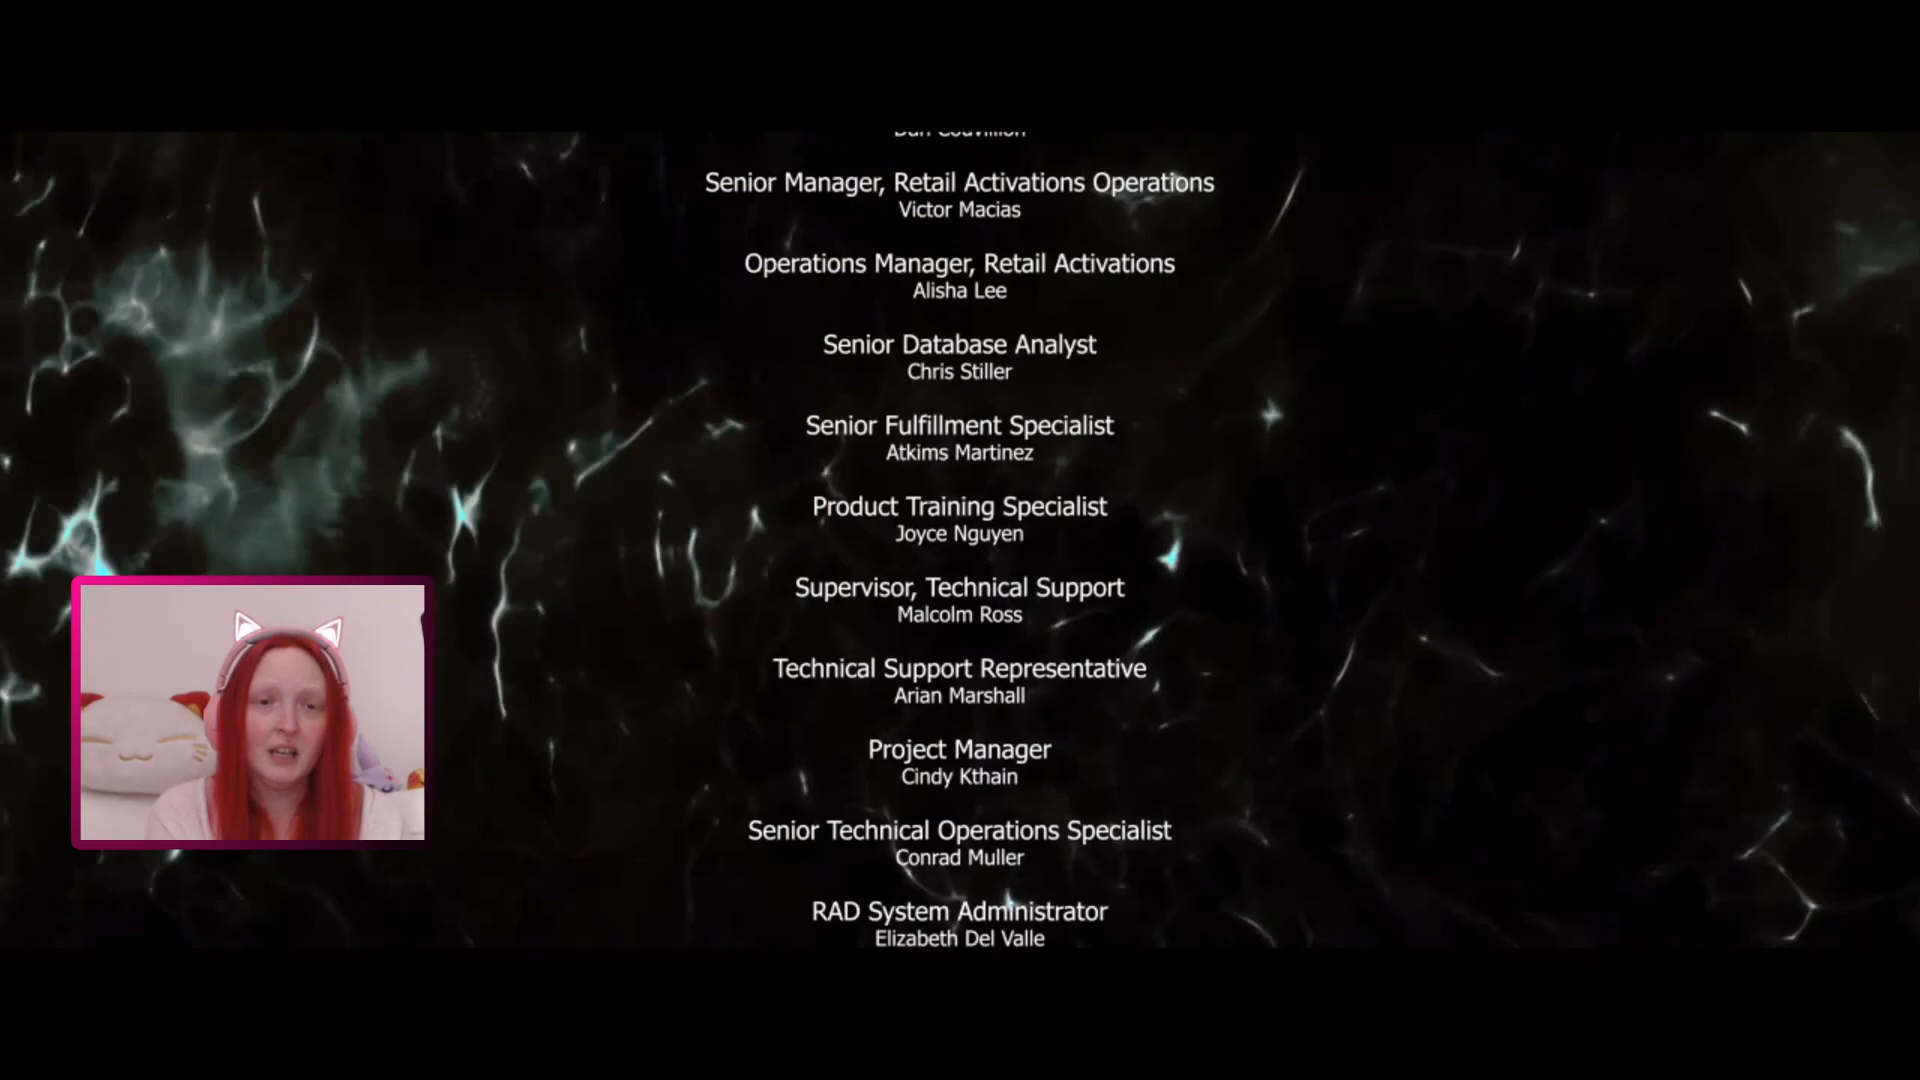 Senior Manager, Retail Activations Operations
Victor Macias
Operations Manager, Retail Activations
Alisha Lee
Senior Database Analyst
Chris Stiller
Senior Fulfillment Specialist
Atkims Martinez
Product Training Specialist
Joyce Nguyen
Supervisor, Technical Support
Malcolm Ross
Technical Support Representative
Arian Marshall
Project Manager
Cindy Kthain
Senior Technical Operations Specialist
Conrad Muller
RAD System Administrator
Elizabeth Del Valle